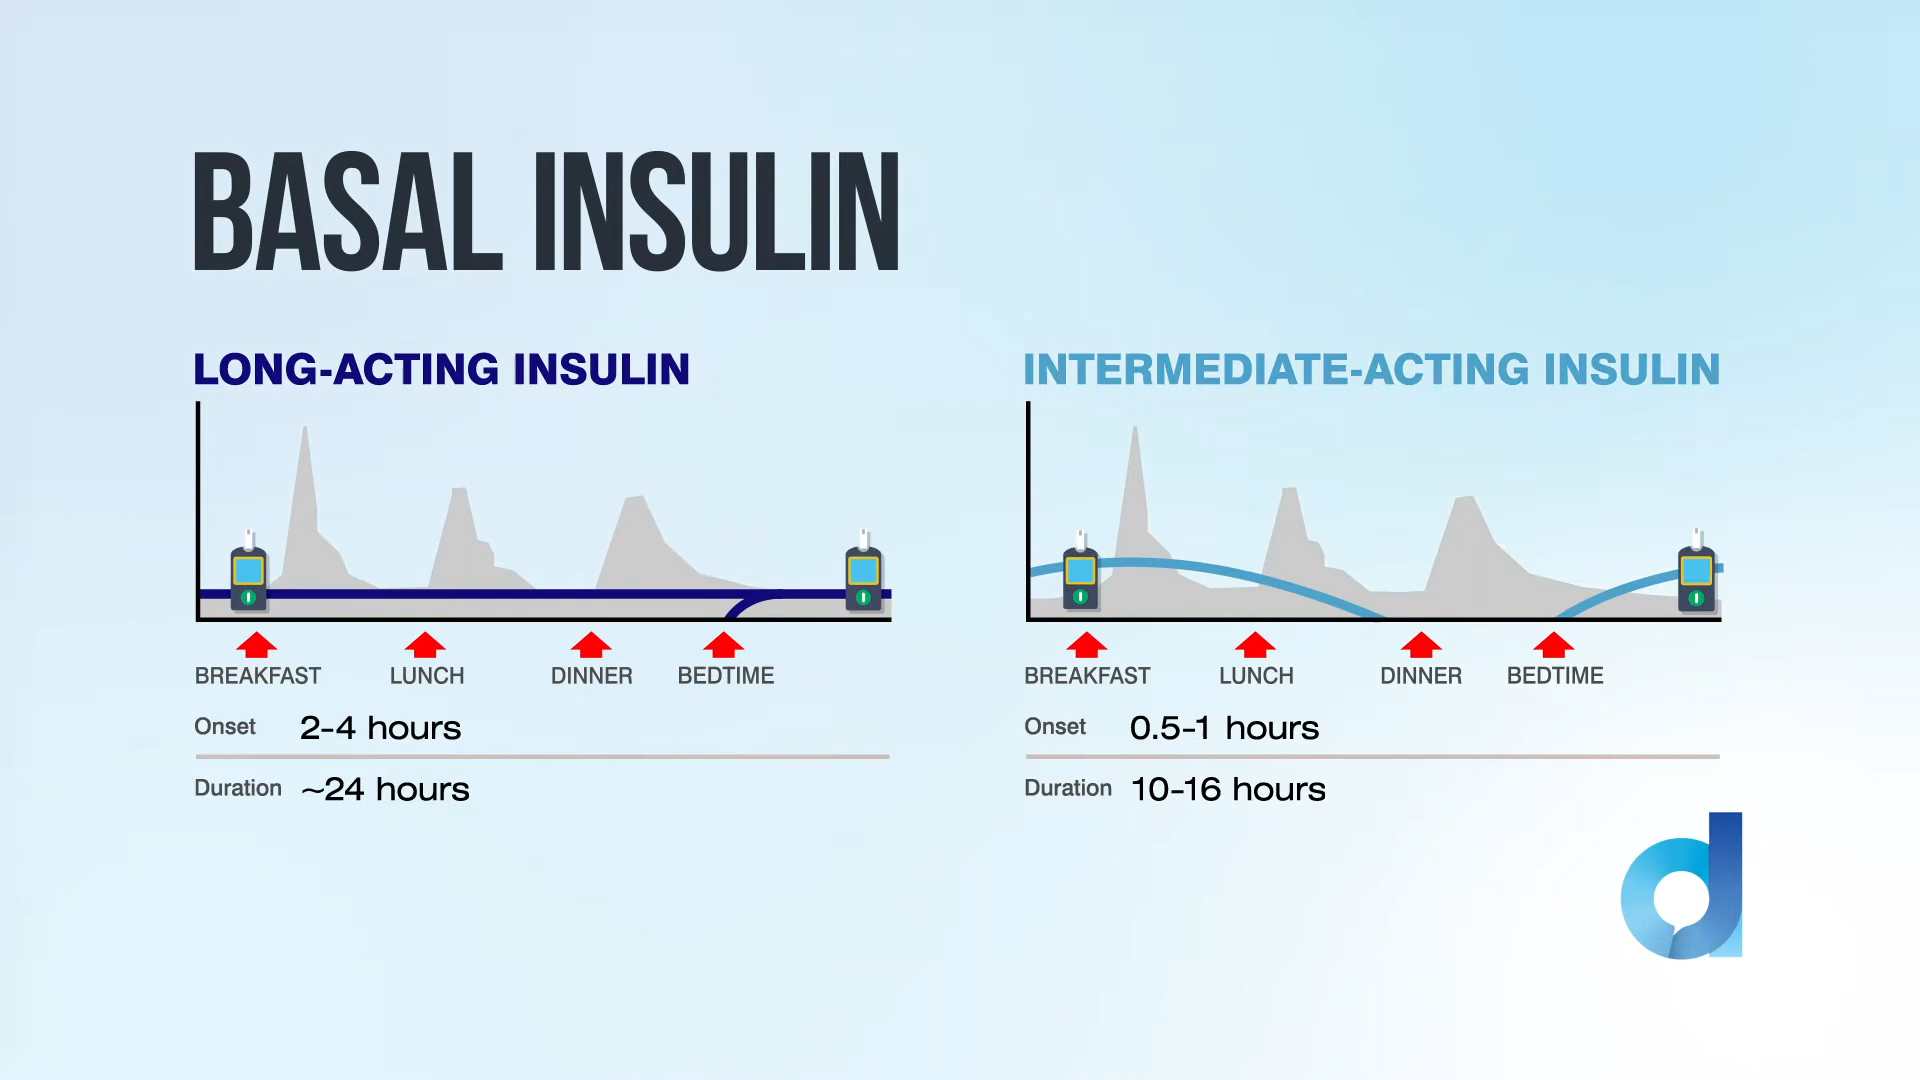 BASAL INSULIN
LONG-ACTING INSULIN
BREAKFAST LUNCH DINNER BEDTIME
Onset 2-4 hours
Duration ~24 hours
INTERMEDIATE-ACTING INSULIN
BREAKFAST LUNCH DINNER BEDTIME
Onset 0.5-1 hours
Duration 10-16 hours
d